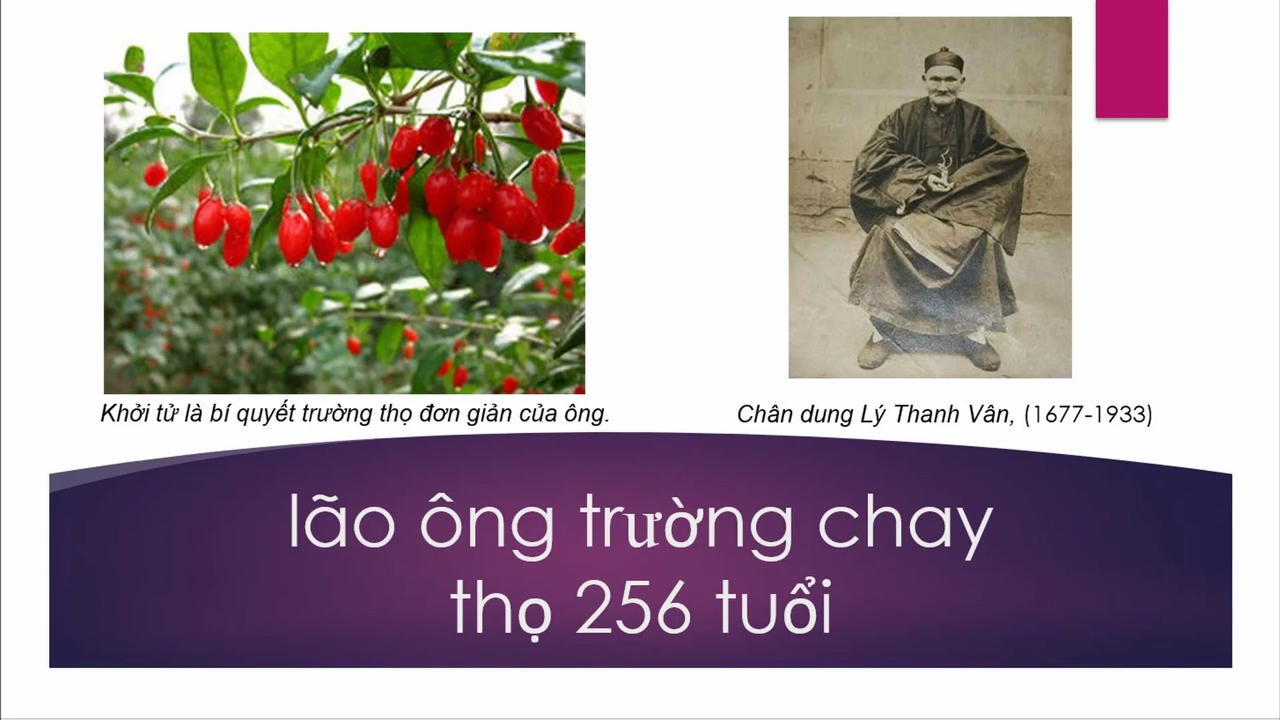 Khởi tử là bí quyết trường thọ đơn giản của ông.
Chân dung Lý Thanh Vân, (1677-1933)
lão ông trường chay
thọ 256 tuổi